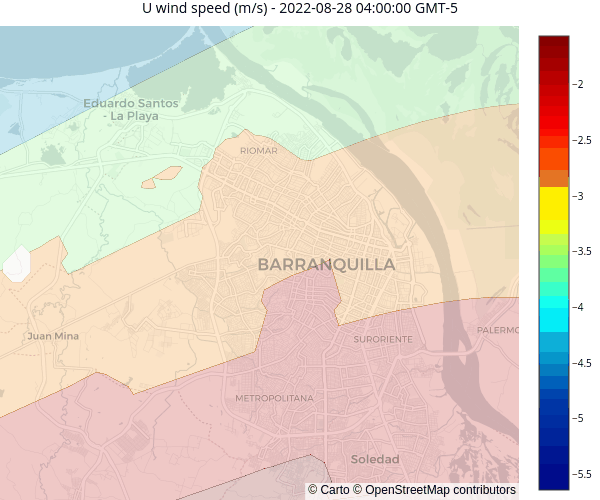 U wind speed (m/s) - 2022-08-28 04:00:00 GMT-5
Eduardo Santos
- La Playa
RIOMAR
BARRANQUILLA
Juan Mina
SURORIENTE
PALERMO
METROPOLITANA
Soledad
© Carto © OpenStreetMap contributors
−2
−2.5
−3
−3.5
−4
−4.5
−5
−5.5